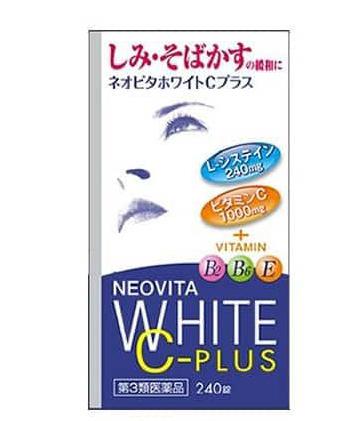 しみ・そばかすの緩和に
ネオビタホワイトCプラス
L-システイン
240mg
ビタミンC
1000mg
+
VITAMIN
B2 B6 E
NEOVITA
WHITE
C-PLUS
第3類医薬品 240錠